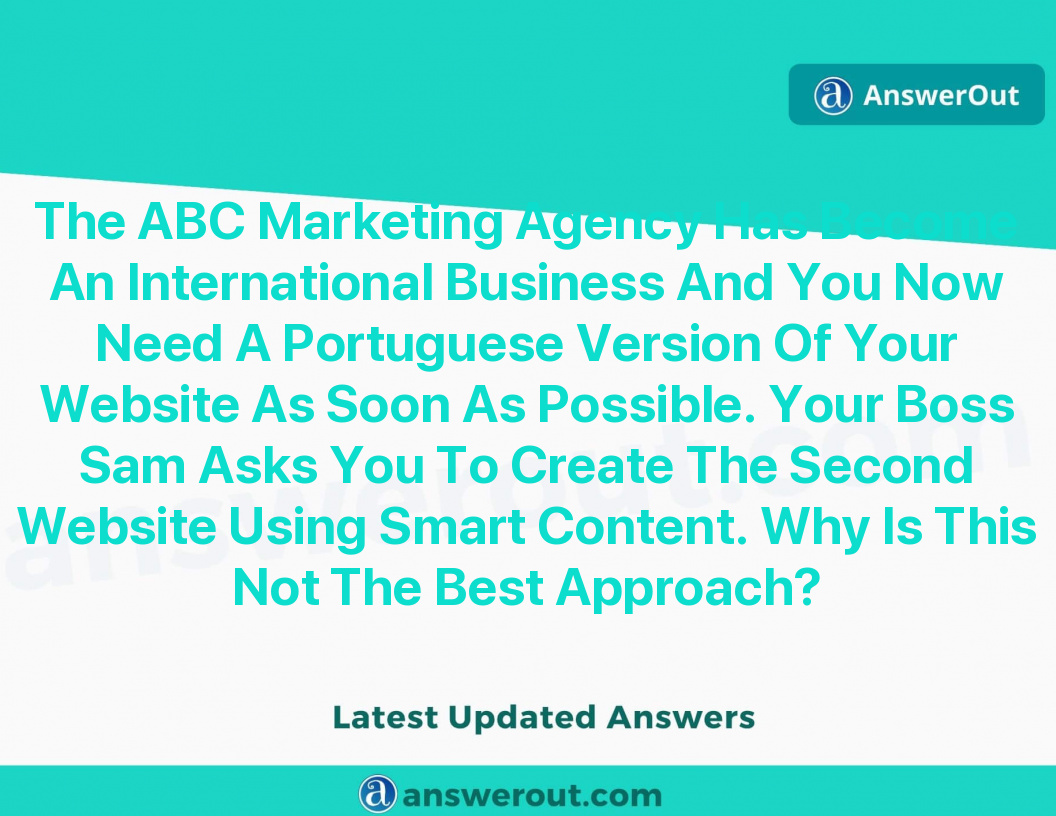 AnswerOut
The ABC Marketing Agency Has Become
An International Business And You Now
Need A Portuguese Version Of Your
Website As Soon As Possible. Your Boss
Sam Asks You To Create The Second
Website Using Smart Content. Why Is This
Not The Best Approach?
answerout.com
Latest Updated Answers
answerout.com